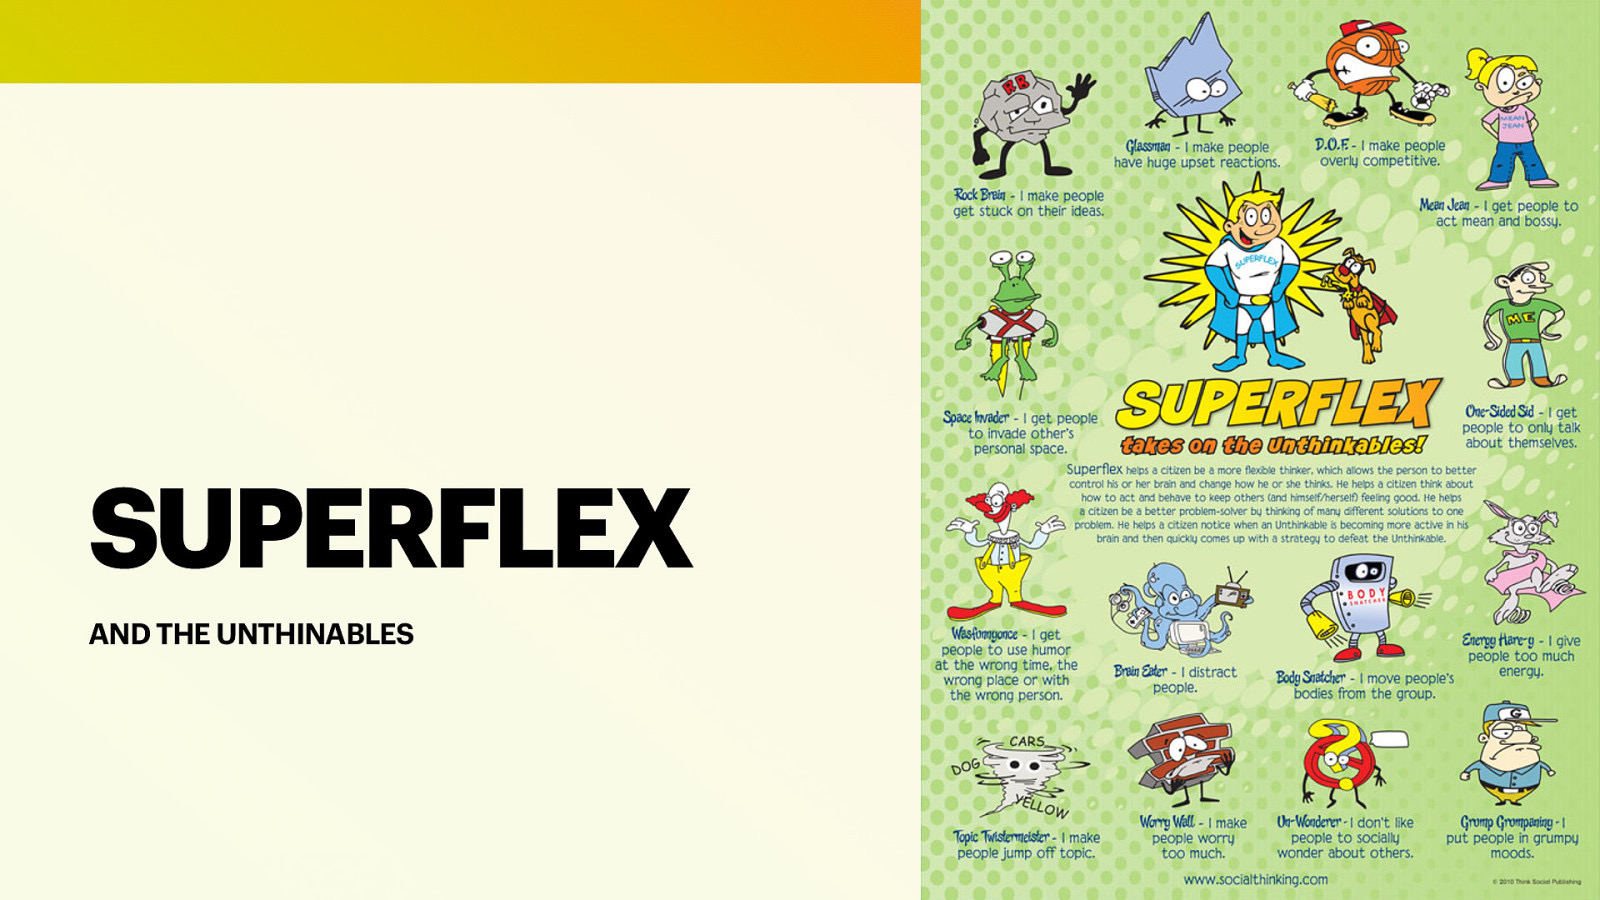 SUPERFLEX
AND THE UNTHINABLES
RB
Rock Brain - I make people
get stuck on their ideas.
Glassman - I make people
have huge upset reactions.
D.O.F. - I make people
overly competitive.
MEAN
JEAN
Mean Jean - I get people to
act mean and bossy.
SUPERFLEX
Space Invader - I get people
to invade other's
personal space.
ME
One-Sided Sid - I get
people to only talk
about themselves.
SUPERFLEX
takes on the Unthinkables!
Superflex helps a citizen be a more flexible thinker, which allows the person to better
control his or her brain and change how he or she thinks. He helps a citizen think about
how to act and behave to keep others (and himself/herself) feeling good. He helps
a citizen be a better problem-solver by thinking of many different solutions to one
problem. He helps a citizen notice when an Unthinkable is becoming more active in his
brain and then quickly comes up with a strategy to defeat the Unthinkable.
Wasfunnyonce - I get
people to use humor
at the wrong time, the
wrong place or with
the wrong person.
Brain Eater - I distract
people.
BODY
SNATCHER
Body Snatcher - I move people's
bodies from the group.
Energy Hare-y - I give
people too much
energy.
CARS
DOG
YELLOW
Topic Twistermeister - I make
people jump off topic.
Worry Wall - I make
people worry
too much.
Un-Wonderer - I don't like
people to socially
wonder about others.
G
Grump Grumpaniny - I
put people in grumpy
moods.
www.socialthinking.com
© 2010 Think Social Publishing